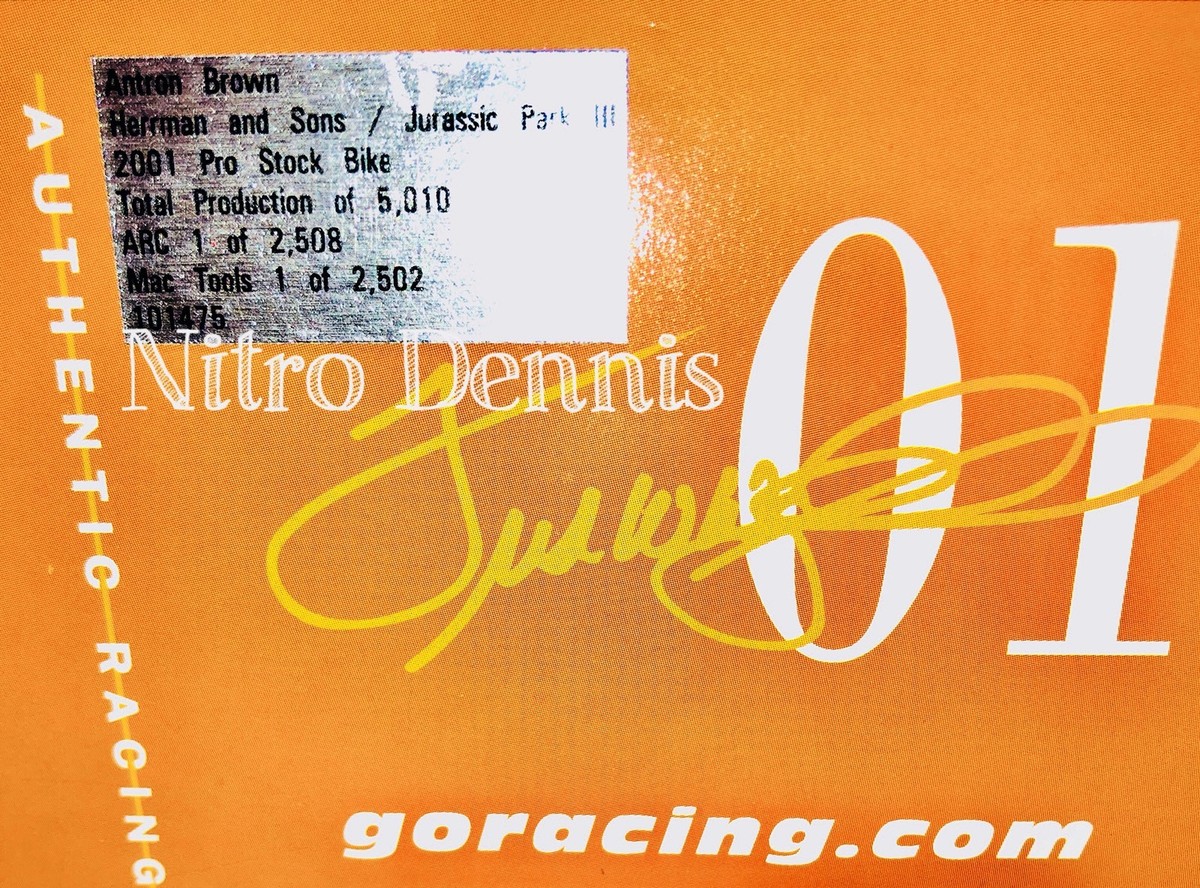 Antron Brown
Herrman and Sons / Jurassic Park III
2001 Pro Stock Bike
Total Production of 5,010
ARC 1 of 2,508
Mac Tools 1 of 2,502
101475
Nitro Dennis
01
AUTHENTIC RACING
goracing.com